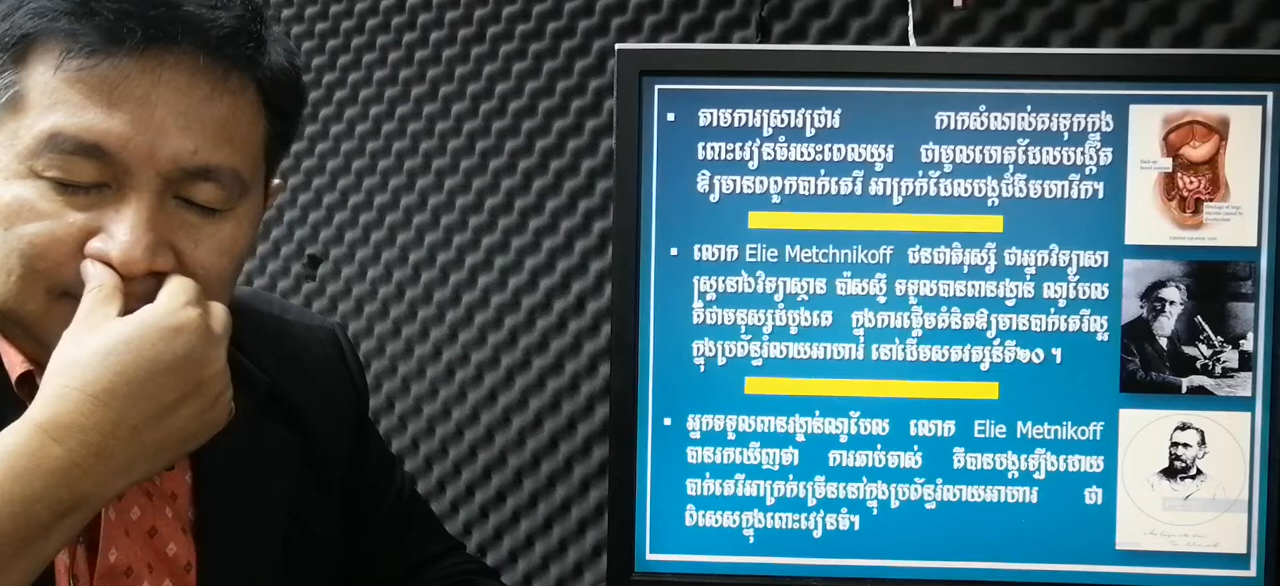 តាមការស្រាវជ្រាវ កាកសំណល់គរទុកក្នុង
ពោះវៀនធំរយះពេលយូរ ជាមូលហេតុដែលបង្កើត
ឱ្យមានពពួកបាក់តេរី អាក្រក់ដែលបង្កជំងឺមហារីក។
លោក Elie Metchnikoff ជនជាតិរុស្ស៊ី ជាអ្នកវិទ្យាសា
ស្ត្រនៅឯវិទ្យាស្ថាន ប៉ាសស្ទ័ ទទួលបានពានរង្វាន់ ណូបែល
គឺជាមនុស្សដំបូងគេ ក្នុងការផ្តើមគំនិតឱ្យមានបាក់តេរីល្អ
ក្នុងប្រព័ន្ធរំលាយអាហារ នៅដើមសតវត្សន៍ទី២០ ។
អ្នកទទួលពានរង្វាន់ណូបែល លោក Elie Metnikoff
បានរកឃើញថា ការឆាប់ចាស់ គឺបានបង្កឡើងដោយ
បាក់តេរីអាក្រក់ច្រើននៅក្នុងប្រព័ន្ធរំលាយអាហារ ជា
ពិសេសក្នុងពោះវៀនធំ។